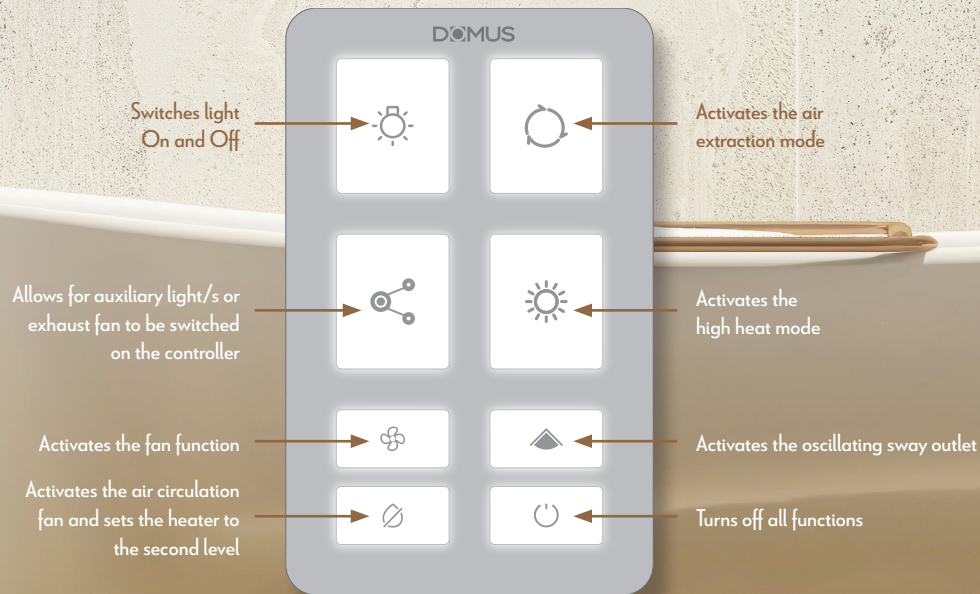 DOMUS
Switches light
On and Off
Activates the air
extraction mode
Allows for auxiliary light/s or
exhaust fan to be switched
on the controller
Activates the
high heat mode
Activates the fan function
Activates the oscillating sway outlet
Activates the air circulation
fan and sets the heater to
the second level
Turns off all functions